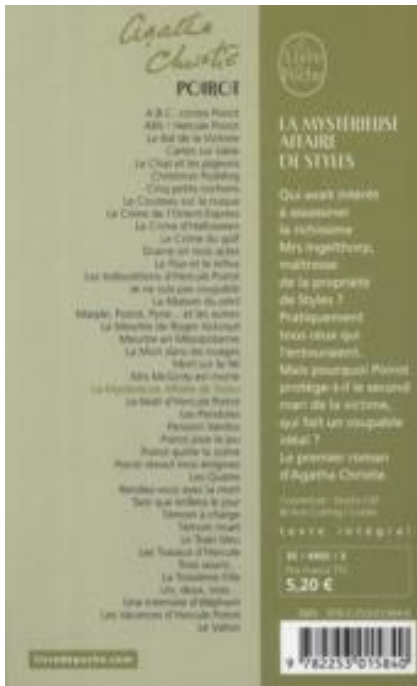 Agatha
Christie
POIROT
A.B.C. contre Poirot
ABC / Hercule Poirot
Le Bal de la Victoire
Cartes sur table
Le Chat et les pigeons
Christmas Pudding
Cinq petits cochons
Le Couteau sur la nuque
Le Crime de l'Orient-Express
Le Crime d'Halloween
Le Crime du golf
Drame en trois actes
Le Flux et le reflux
Les Indiscrétions d'Hercule Poirot
Je ne suis pas coupable
La Maison du péril
Marple, Poirot, Pyne... et les autres
Le Meurtre de Roger Ackroyd
Meurtre en Mésopotamie
La Mort dans les nuages
Mort sur le Nil
Mrs McGinty est morte
La Mystérieuse Affaire de Styles
Le Noël d'Hercule Poirot
Les Pendules
Pension Vanilos
Poirot joue le jeu
Poirot quitte la scène
Poirot résout trois énigmes
Les Quatre
Rendez-vous avec la mort
Tant que brillera le jour
Témoin à charge
Témoin muet
Le Train bleu
Les Travaux d'Hercule
Trois souris...
La Troisième Fille
Un, deux, trois...
Une mémoire d'éléphant
Les Vacances d'Hercule Poirot
Le Vallon
livredepoche.com
Le Livre
de
Poche
LA MYSTÉRIEUSE
AFFAIRE
DE STYLES
Qui avait intérêt
à assassiner
la richissime
Mrs Inglethorp,
maîtresse
de la propriété
de Styles ?
Pratiquement
tous ceux qui
l'entouraient.
Mais pourquoi Poirot
protège-t-il le second
mari de la victime,
qui fait un coupable
idéal ?
Le premier roman
d'Agatha Christie.
texte intégral
5,20 €
9 782253 015840